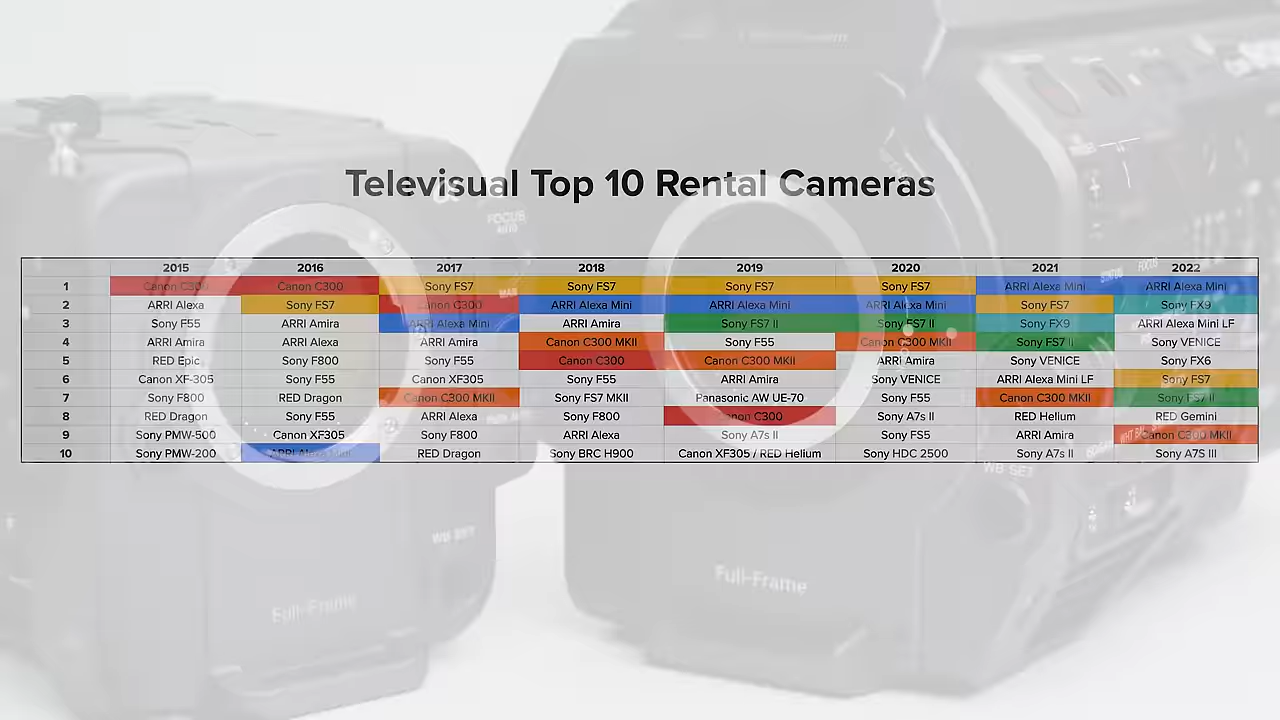 Televisual Top 10 Rental Cameras
2015 2016 2017 2018 2019 2020 2021 2022
1 Canon C300 Canon C300 Sony FS7 Sony FS7 Sony FS7 Sony FS7 ARRI Alexa Mini ARRI Alexa Mini
2 ARRI Alexa Sony FS7 Canon C300 ARRI Alexa Mini ARRI Alexa Mini ARRI Alexa Mini Sony FS7 Sony FX9
3 Sony F55 ARRI Amira ARRI Alexa Mini ARRI Amira Sony FS7 II Sony FS7 II Sony FX9 ARRI Alexa Mini LF
4 ARRI Amira ARRI Alexa ARRI Amira Canon C300 MKII Sony F55 Canon C300 MKII Sony FS7 II Sony VENICE
5 RED Epic Sony F800 Sony F55 Canon C300 Canon C300 MKII ARRI Amira Sony VENICE Sony FX6
6 Canon XF-305 Sony F55 Canon XF305 Sony F55 ARRI Amira Sony VENICE ARRI Alexa Mini LF Sony FS7
7 Sony F800 RED Dragon Canon C300 MKII Sony FS7 MKII Panasonic AW UE-70 Sony F55 Canon C300 MKII Sony FS7 II
8 RED Dragon Sony F55 ARRI Alexa Sony F800 Canon C300 Sony A7s II RED Helium RED Gemini
9 Sony PMW-500 Canon XF305 Sony F800 ARRI Alexa Sony A7s II Sony FS5 ARRI Amira Canon C300 MKII
10 Sony PMW-200 ARRI Alexa Mini RED Dragon Sony BRC H900 Canon XF305 / RED Helium Sony HDC 2500 Sony A7s II Sony A7S III
FOCUS
AUTO
WB SET
WB SET
Full-Frame
Full-Frame